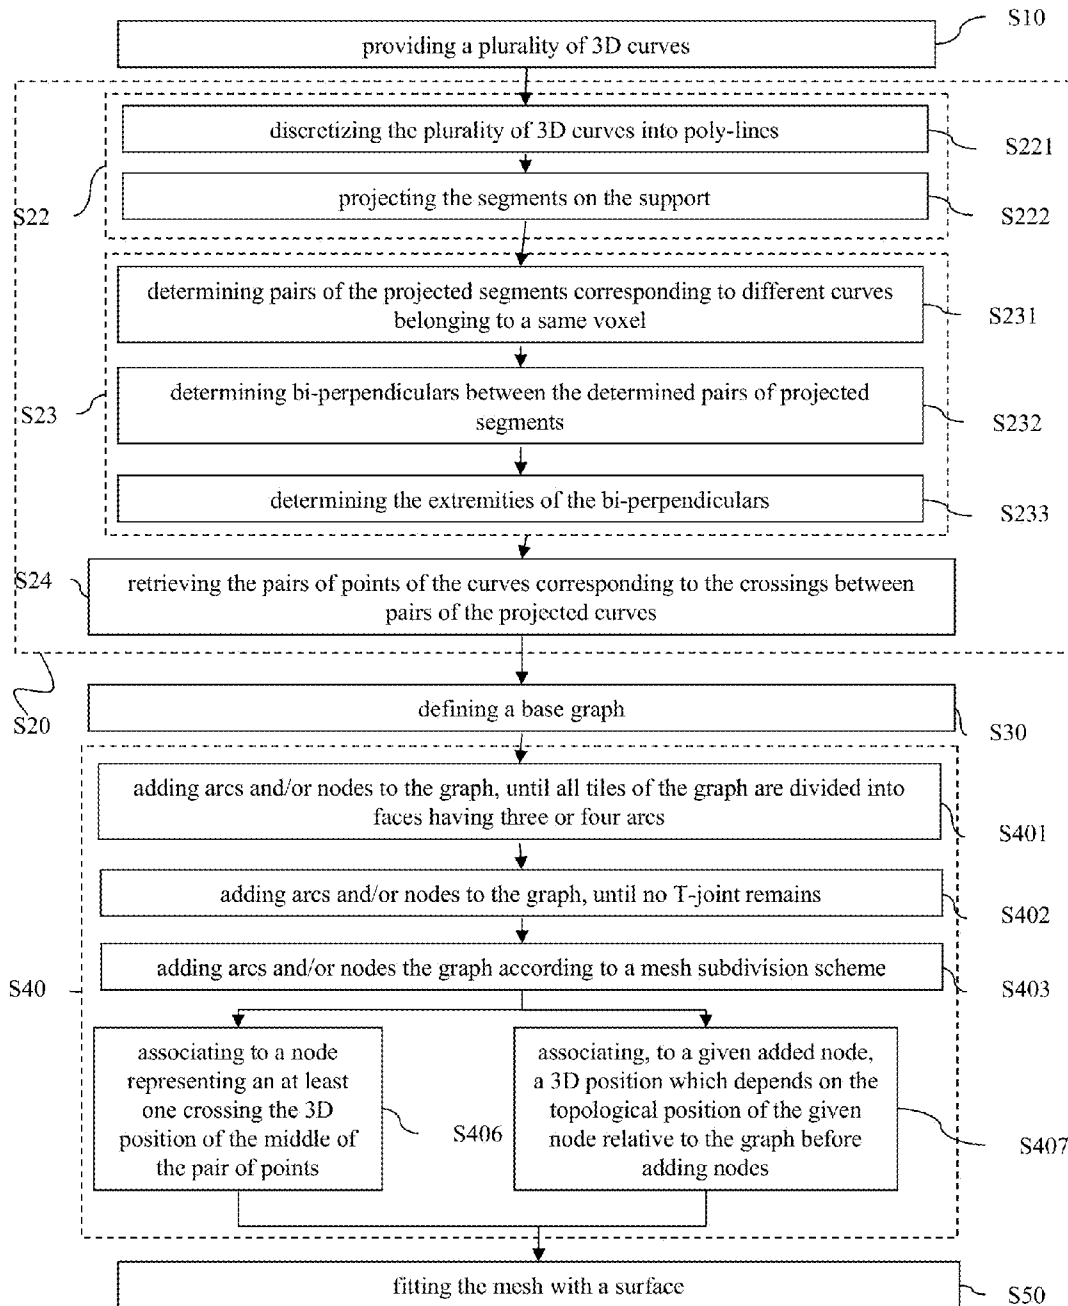 S10
providing a plurality of 3D curves
discretizing the plurality of 3D curves into poly-lines
S221
projecting the segments on the support
S22
S222
determining pairs of the projected segments corresponding to different curves
belonging to a same voxel
S231
determining bi-perpendiculars between the determined pairs of projected
segments
S23
S232
determining the extremities of the bi-perpendiculars
S233
S24
retrieving the pairs of points of the curves corresponding to the crossings between
pairs of the projected curves
S20
defining a base graph
S30
adding arcs and/or nodes to the graph, until all tiles of the graph are divided into
faces having three or four arcs
S401
adding arcs and/or nodes to the graph, until no T-joint remains
S402
adding arcs and/or nodes the graph according to a mesh subdivision scheme
S40
S403
associating to a node
representing an at least
one crossing the 3D
position of the middle of
the pair of points
S406
associating, to a given added node,
a 3D position which depends on the
topological position of the given
node relative to the graph before
adding nodes
S407
fitting the mesh with a surface
S50